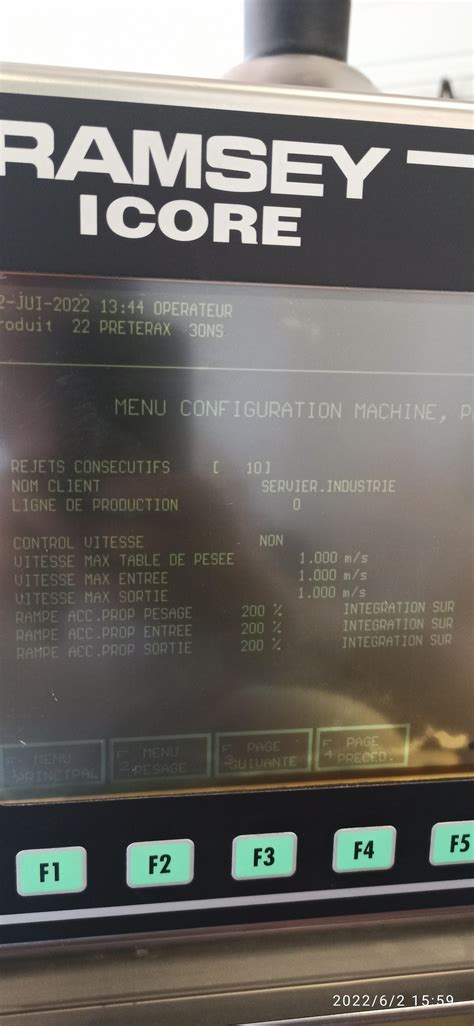 RAMSEY
ICORE
2-JUI-2022 13:44 OPERATEUR
roduit 22 PRETERAX 30NS
MENU CONFIGURATION MACHINE, P
REJETS CONSECUTIFS [ 10]
NOM CLIENT SERVIER.INDUSTRIE
LIGNE DE PRODUCTION 0
CONTROL VITESSE NON
VITESSE MAX TABLE DE PESEE 1.000 m/s
VITESSE MAX ENTREE 1.000 m/s
VITESSE MAX SORTIE 1.000 m/s
RAMPE ACC.PROP PESAGE 200 % INTEGRATION SUR
RAMPE ACC.PROP ENTREE 200 % INTEGRATION SUR
RAMPE ACC.PROP SORTIE 200 % INTEGRATION SUR
F MENU F MENU F PAGE F PAGE
PRINCIPAL 2 PESAGE 3 SUIVANTE 4 PRECED.
F1 F2 F3 F4 F5
2022/6/2 15:59